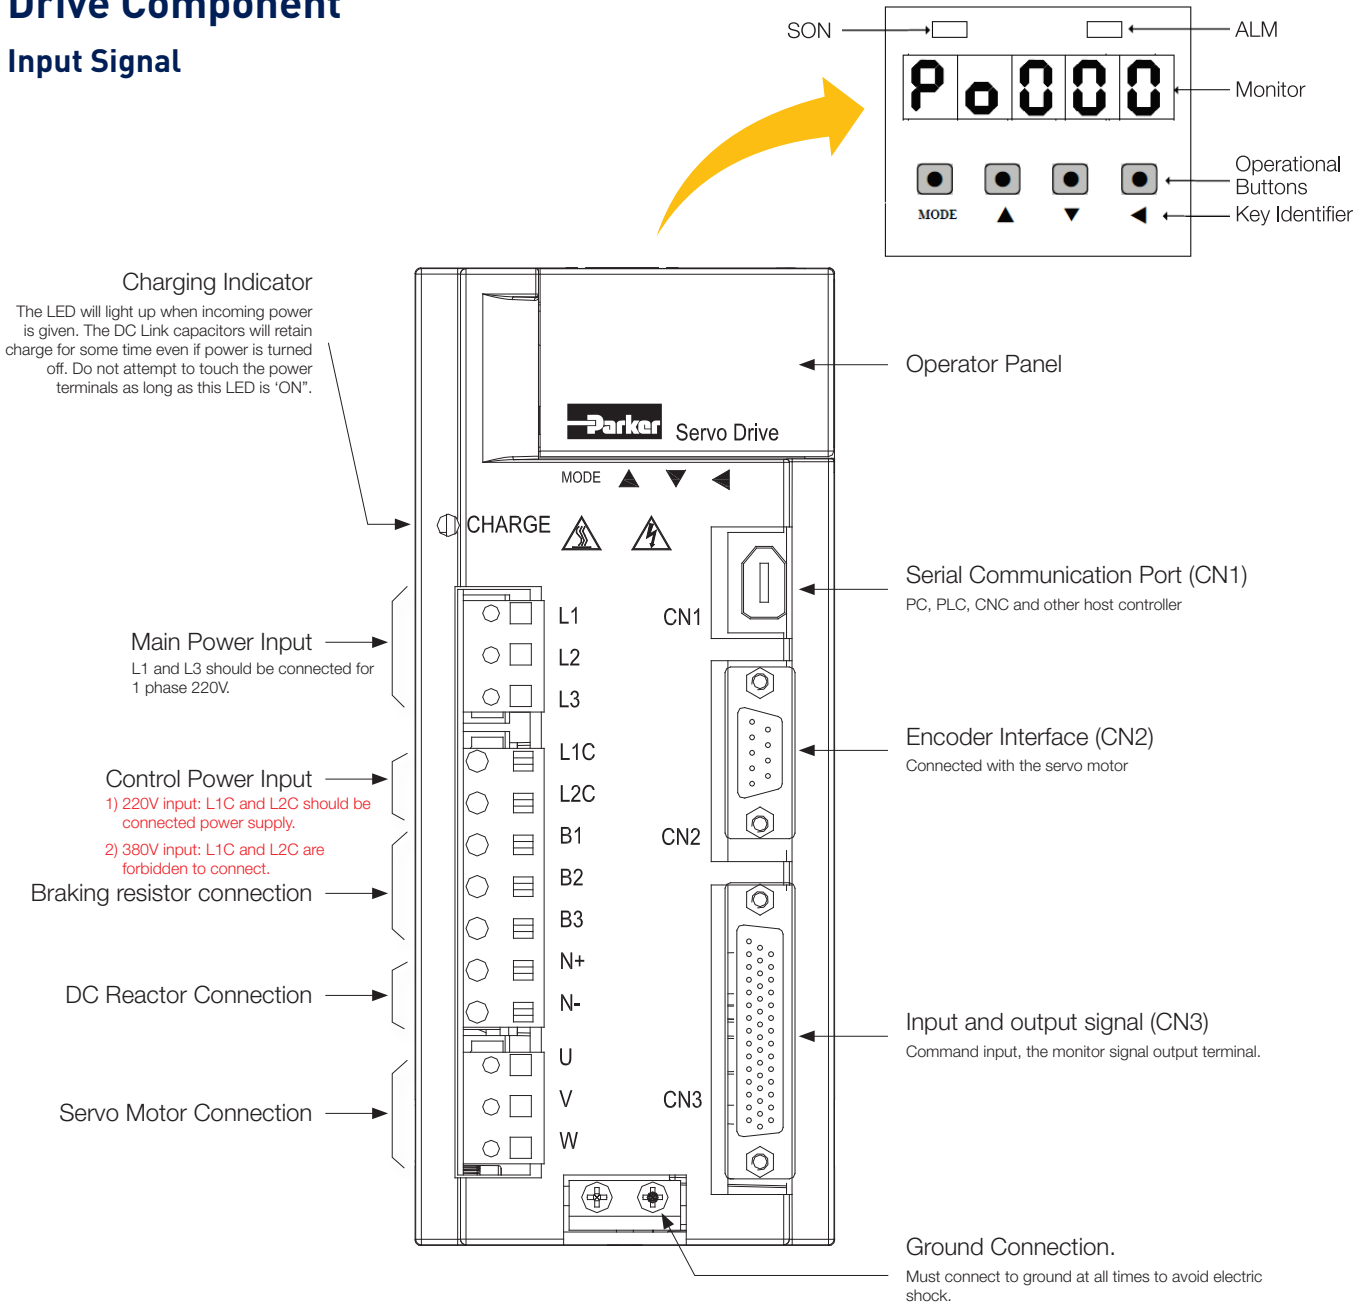 Drive Component
Input Signal
SON
ALM
Po000
Monitor
Operational
Buttons
MODE ▲ ▼ ◀
Key Identifier
Charging Indicator
The LED will light up when incoming power
is given. The DC Link capacitors will retain
charge for some time even if power is turned
off. Do not attempt to touch the power
terminals as long as this LED is ‘ON”.
Operator Panel
Parker Servo Drive
MODE ▲ ▼ ◀
CHARGE
Serial Communication Port (CN1)
PC, PLC, CNC and other host controller
CN1
Main Power Input
L1 and L3 should be connected for
1 phase 220V.
L1
L2
L3
Encoder Interface (CN2)
Connected with the servo motor
CN2
Control Power Input
1) 220V input: L1C and L2C should be
connected power supply.
2) 380V input: L1C and L2C are
forbidden to connect.
L1C
L2C
Braking resistor connection
B1
B2
B3
DC Reactor Connection
N+
N-
Input and output signal (CN3)
Command input, the monitor signal output terminal.
CN3
Servo Motor Connection
U
V
W
Ground Connection.
Must connect to ground at all times to avoid electric
shock.